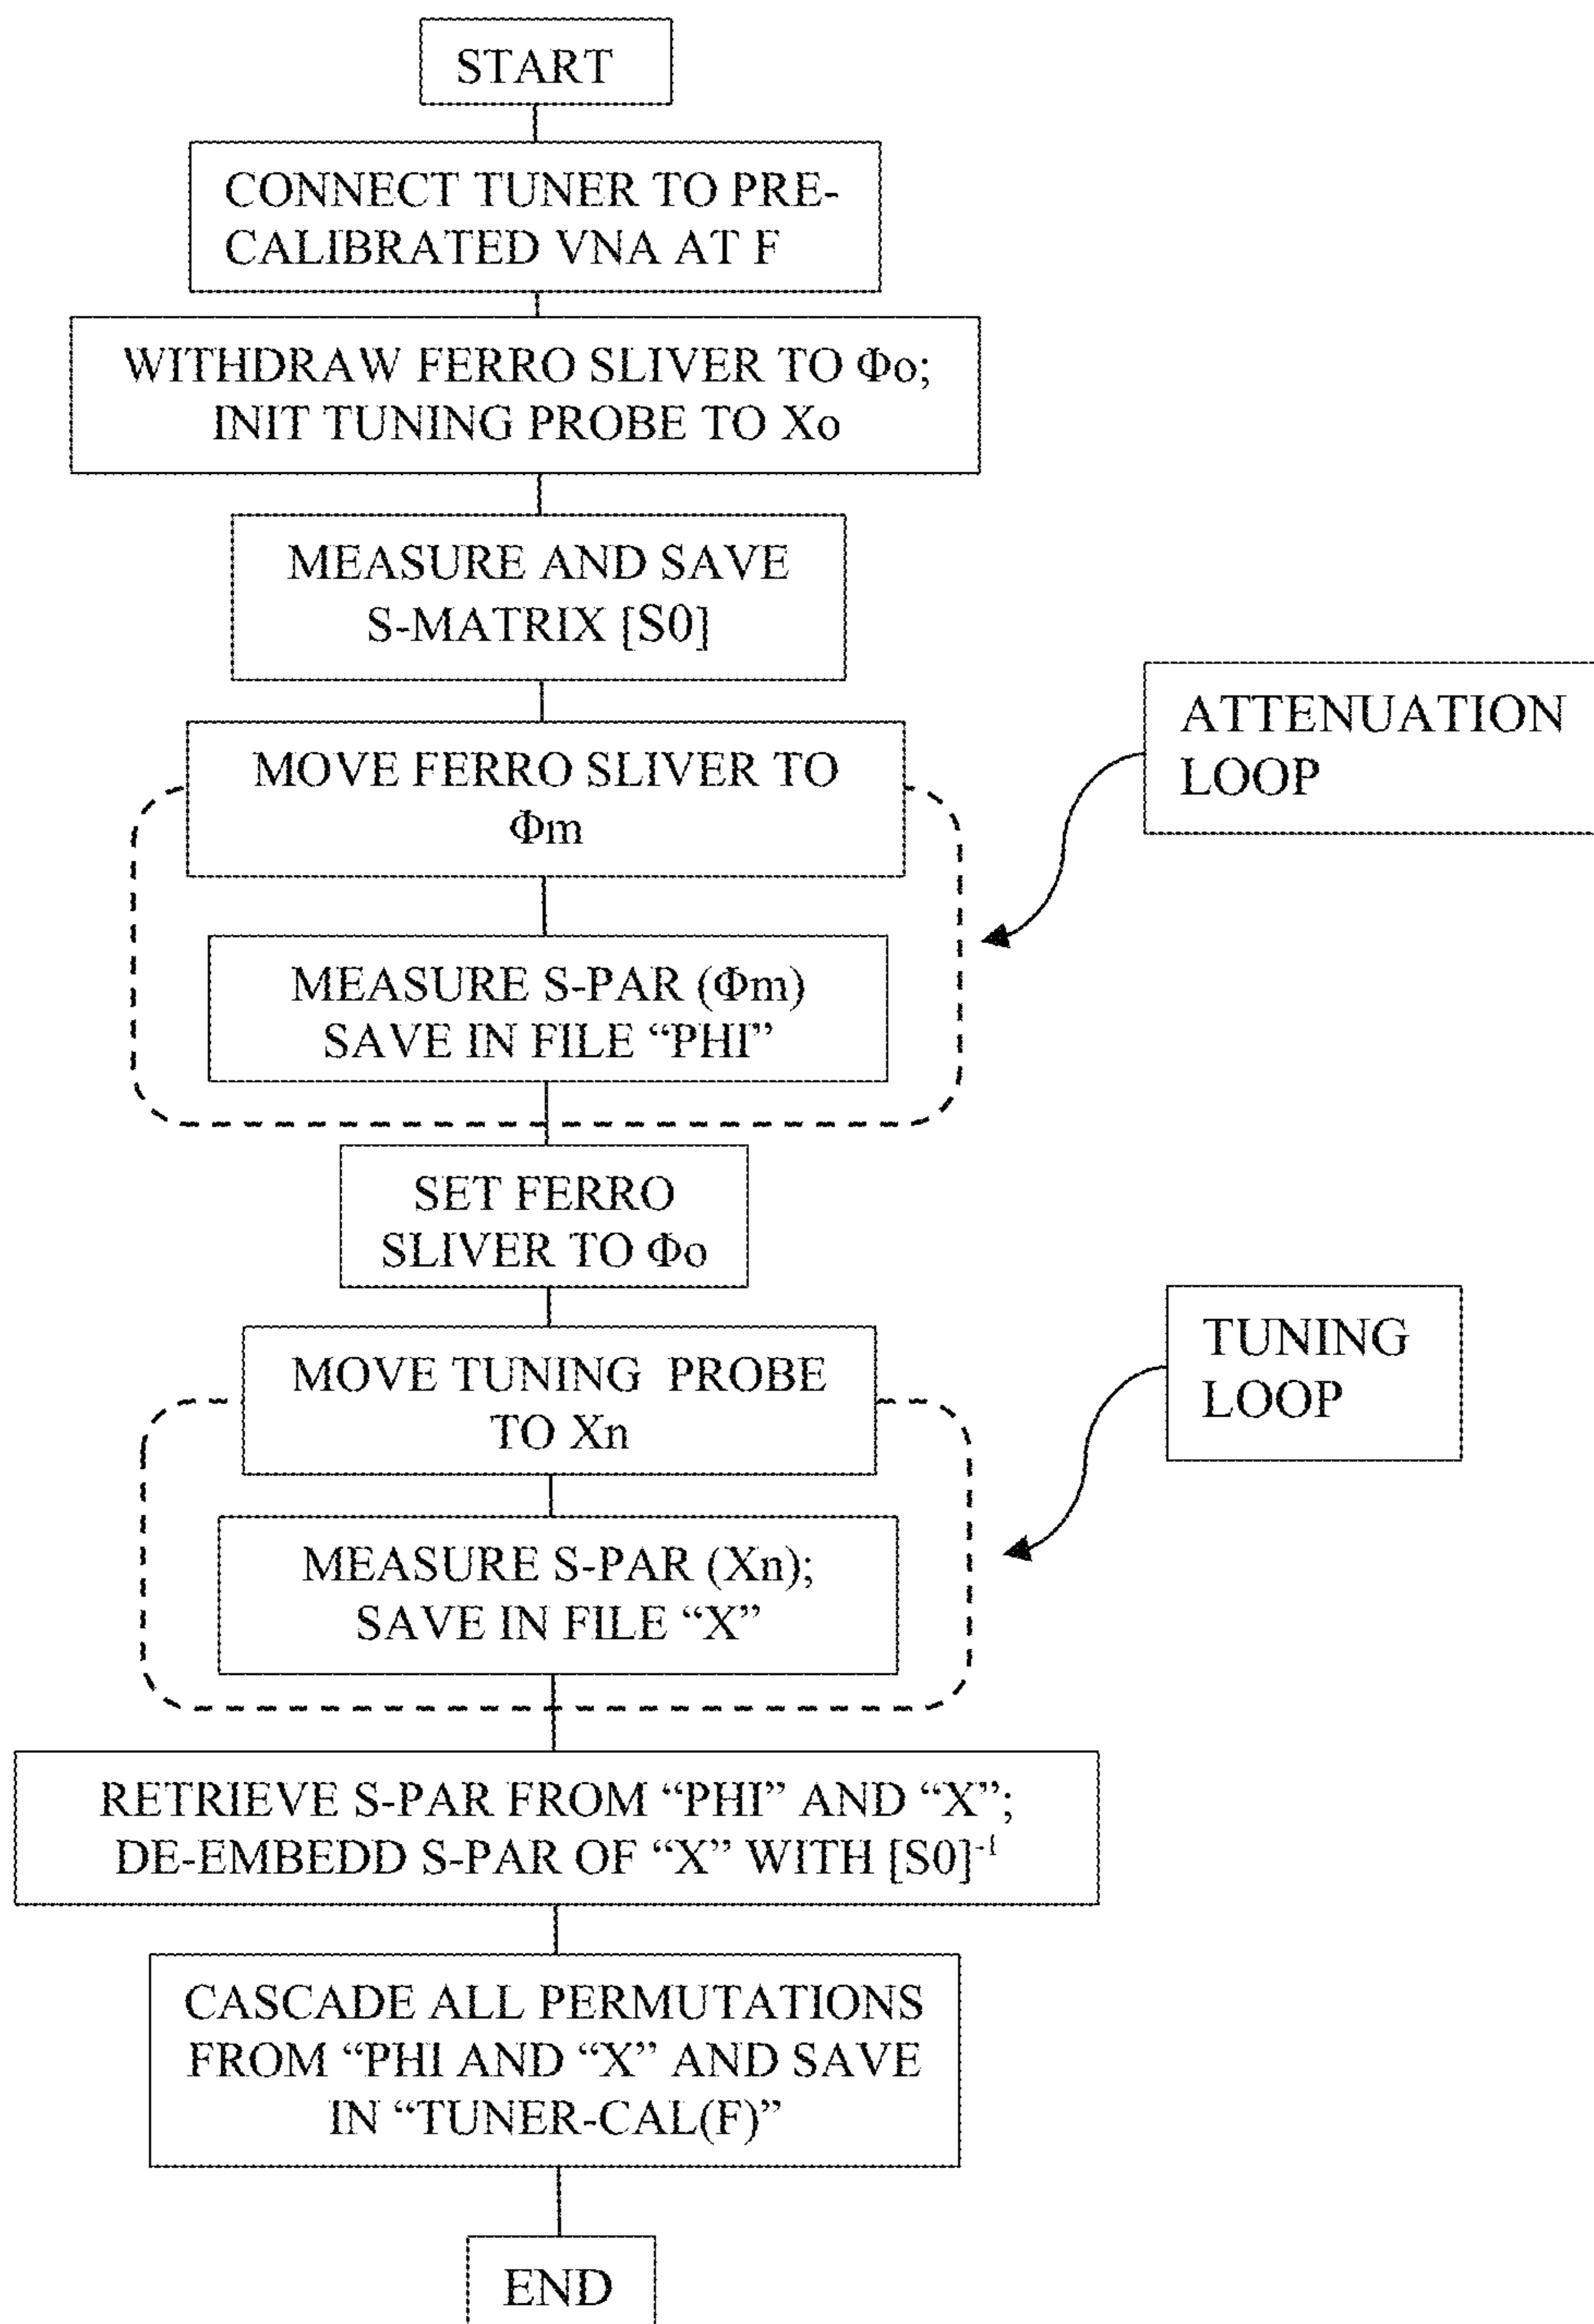 START
CONNECT TUNER TO PRE-
CALIBRATED VNA AT F
WITHDRAW FERRO SLIVER TO Φo;
INIT TUNING PROBE TO Xo
MEASURE AND SAVE
S-MATRIX [S0]
ATTENUATION
LOOP
MOVE FERRO SLIVER TO
Φm
MEASURE S-PAR (Φm)
SAVE IN FILE “PHI”
SET FERRO
SLIVER TO Φo
TUNING
LOOP
MOVE TUNING PROBE
TO Xn
MEASURE S-PAR (Xn);
SAVE IN FILE “X”
RETRIEVE S-PAR FROM “PHI” AND “X”;
DE-EMBEDD S-PAR OF “X” WITH [S0]⁻¹
CASCADE ALL PERMUTATIONS
FROM “PHI AND “X” AND SAVE
IN “TUNER-CAL(F)”
END